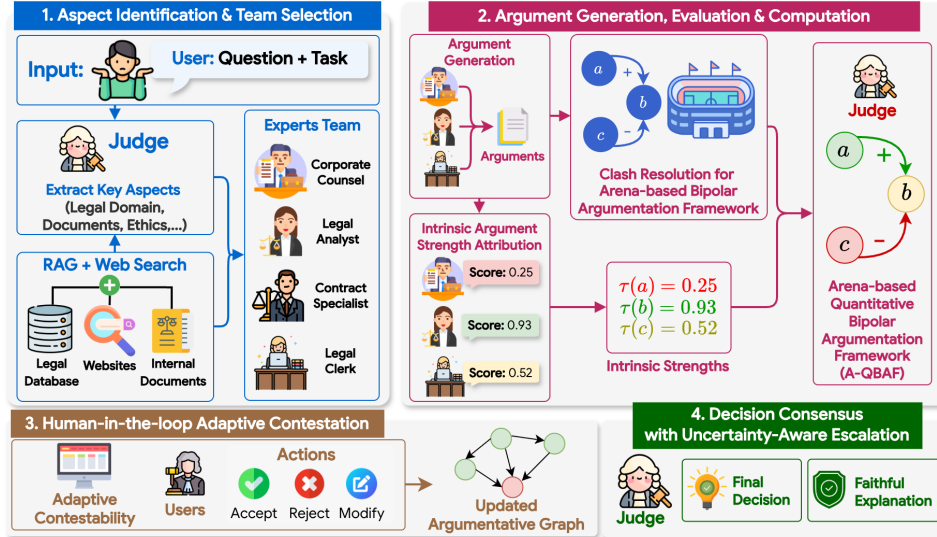 1. Aspect Identification & Team Selection
Input:
User: Question + Task
Judge
Extract Key Aspects
(Legal Domain,
Documents, Ethics,...)
RAG + Web Search
Legal
Database
Websites
Internal
Documents
Experts Team
Corporate
Counsel
Legal
Analyst
Contract
Specialist
Legal
Clerk
2. Argument Generation, Evaluation & Computation
Argument
Generation
Arguments
a
+
b
c
-
Clash Resolution for
Arena-based Bipolar
Argumentation Framework
Intrinsic Argument
Strength Attribution
Score: 0.25
Score: 0.93
Score: 0.52
τ(a) = 0.25
τ(b) = 0.93
τ(c) = 0.52
Intrinsic Strengths
Judge
a
+
b
c
−
Arena-based
Quantitative
Bipolar
Argumentation
Framework
(A-QBAF)
3. Human-in-the-loop Adaptive Contestation
Adaptive
Contestability
Users
Actions
Accept
Reject
Modify
Updated
Argumentative Graph
4. Decision Consensus
with Uncertainty-Aware Escalation
Judge
Final
Decision
Faithful
Explanation